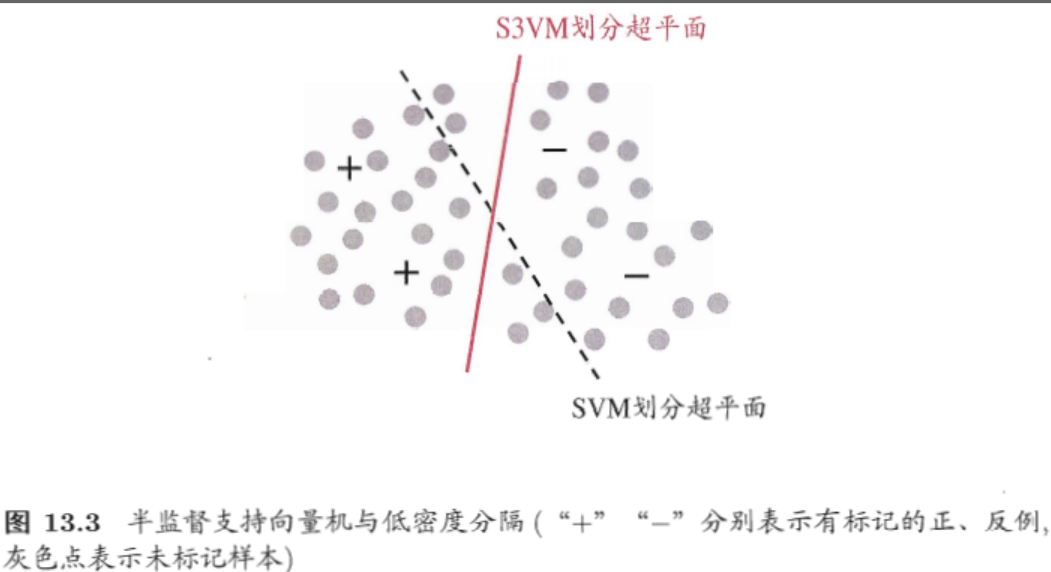 S3VM划分超平面
+
−
+
−
SVM划分超平面
图 13.3 半监督支持向量机与低密度分隔 (“+” “−” 分别表示有标记的正、反例,
灰色点表示未标记样本)